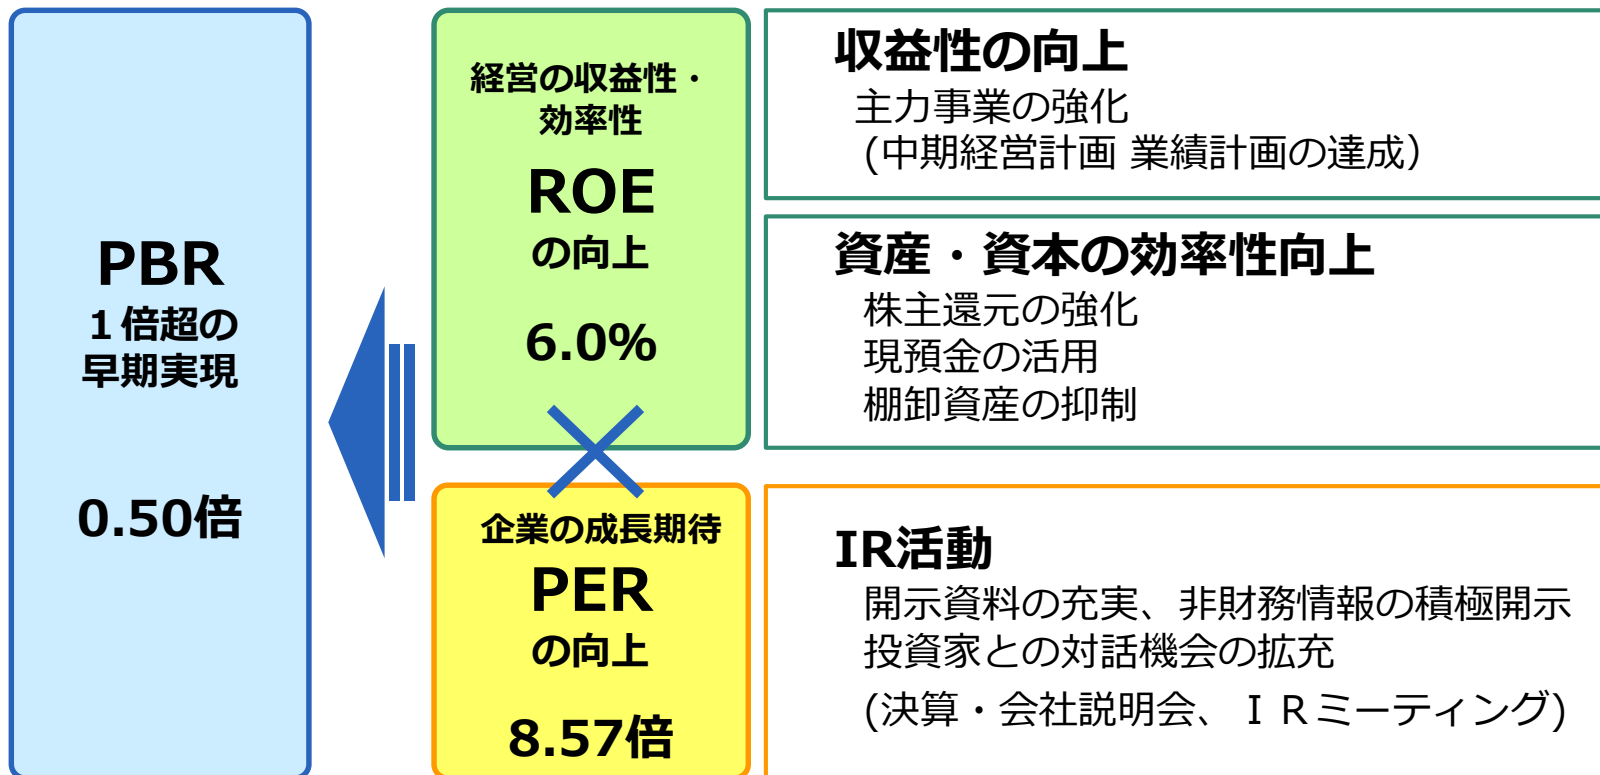 PBR
１倍超の
早期実現
0.50倍
経営の収益性・
効率性
ROE
の向上
6.0%
企業の成長期待
PER
の向上
8.57倍
収益性の向上
主力事業の強化
(中期経営計画 業績計画の達成）
資産・資本の効率性向上
株主還元の強化
現預金の活用
棚卸資産の抑制
IR活動
開示資料の充実、非財務情報の積極開示
投資家との対話機会の拡充
(決算・会社説明会、ＩＲミーティング)